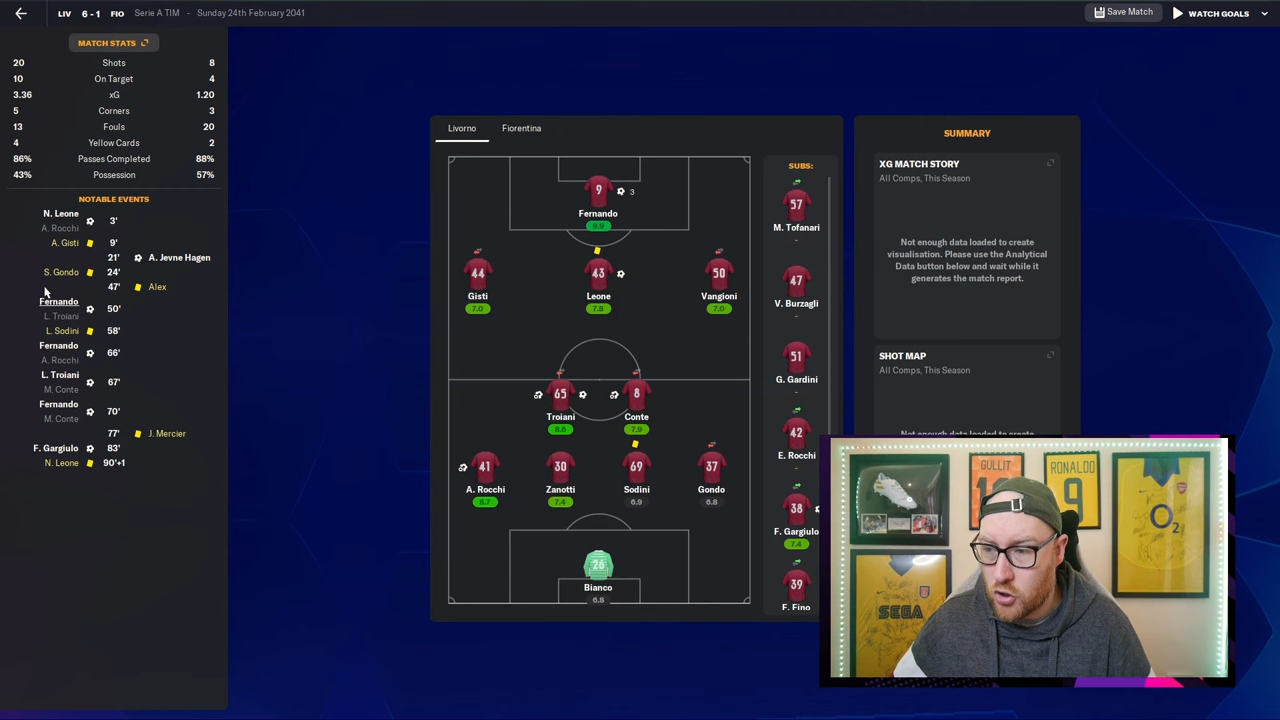 LIV 6 - 1 FIO Serie A TIM - Sunday 24th February 2041
Save Match
WATCH GOALS
MATCH STATS
20 Shots 8
10 On Target 4
3.36 xG 1.20
5 Corners 3
13 Fouls 20
4 Yellow Cards 2
86% Passes Completed 88%
43% Possession 57%
NOTABLE EVENTS
N. Leone 3'
A. Rocchi
A. Gisti 9'
21' A. Jevne Hagen
S. Gondo 24'
47' Alex
Fernando 50'
L. Troiani
L. Sodini 58'
Fernando 66'
A. Rocchi
L. Troiani 67'
M. Conte
Fernando 70'
M. Conte
77' J. Mercier
F. Gargiulo 83'
N. Leone 90'+1
Livorno Fiorentina
9 3
Fernando
9.9
44 43 50
Gisti Leone Vangioni
7.0 7.8 7.0
65 8
Troiani Conte
8.6 7.9
41 30 69 37
A. Rocchi Zanotti Sodini Gondo
8.7 7.4 6.9 6.8
26
Bianco
6.8
SUBS:
57
M. Tofanari
-
47
V. Burzagli
-
51
G. Gardini
-
42
E. Rocchi
-
38
F. Gargiulo
7.4
39
SUMMARY
XG MATCH STORY
All Comps, This Season
Not enough data loaded to create
visualisation. Please use the Analytical
Data button below and wait while it
generates the match report.
SHOT MAP
All Comps, This Season
GULLIT
RONALDO
9
O2
SEGA